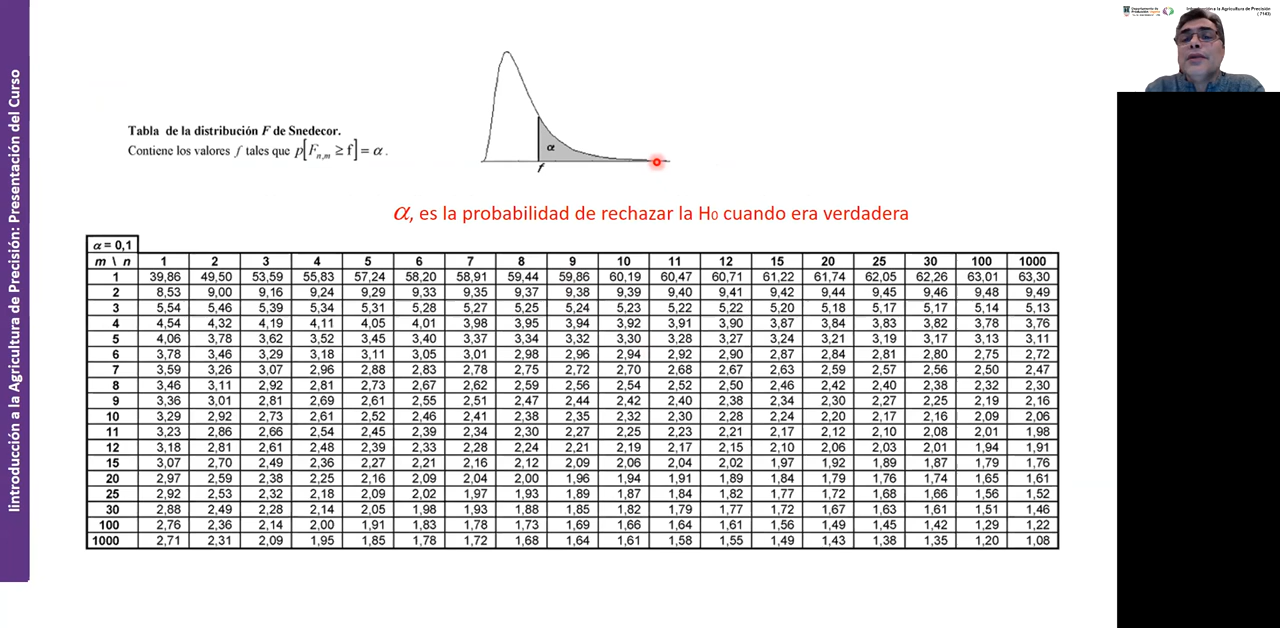 Iintroducción a la Agricultura de Precisión: Presentación del Curso
Introducción a la Agricultura de Precisión
( 7143)
Departamento de
Producción
Tabla de la distribución F de Snedecor.
Contiene los valores f tales que p[Fn,m ≥ f] = α .
α
f
α, es la probabilidad de rechazar la H0 cuando era verdadera
α = 0,1
m \ n 1 2 3 4 5 6 7 8 9 10 11 12 15 20 25 30 100 1000
1 39,86 49,50 53,59 55,83 57,24 58,20 58,91 59,44 59,86 60,19 60,47 60,71 61,22 61,74 62,05 62,26 63,01 63,30
2 8,53 9,00 9,16 9,24 9,29 9,33 9,35 9,37 9,38 9,39 9,40 9,41 9,42 9,44 9,45 9,46 9,48 9,49
3 5,54 5,46 5,39 5,34 5,31 5,28 5,27 5,25 5,24 5,23 5,22 5,22 5,20 5,18 5,17 5,17 5,14 5,13
4 4,54 4,32 4,19 4,11 4,05 4,01 3,98 3,95 3,94 3,92 3,91 3,90 3,87 3,84 3,83 3,82 3,78 3,76
5 4,06 3,78 3,62 3,52 3,45 3,40 3,37 3,34 3,32 3,30 3,28 3,27 3,24 3,21 3,19 3,17 3,13 3,11
6 3,78 3,46 3,29 3,18 3,11 3,05 3,01 2,98 2,96 2,94 2,92 2,90 2,87 2,84 2,81 2,80 2,75 2,72
7 3,59 3,26 3,07 2,96 2,88 2,83 2,78 2,75 2,72 2,70 2,68 2,67 2,63 2,59 2,57 2,56 2,50 2,47
8 3,46 3,11 2,92 2,81 2,73 2,67 2,62 2,59 2,56 2,54 2,52 2,50 2,46 2,42 2,40 2,38 2,32 2,30
9 3,36 3,01 2,81 2,69 2,61 2,55 2,51 2,47 2,44 2,42 2,40 2,38 2,34 2,30 2,27 2,25 2,19 2,16
10 3,29 2,92 2,73 2,61 2,52 2,46 2,41 2,38 2,35 2,32 2,30 2,28 2,24 2,20 2,17 2,16 2,09 2,06
11 3,23 2,86 2,66 2,54 2,45 2,39 2,34 2,30 2,27 2,25 2,23 2,21 2,17 2,12 2,10 2,08 2,01 1,98
12 3,18 2,81 2,61 2,48 2,39 2,33 2,28 2,24 2,21 2,19 2,17 2,15 2,10 2,06 2,03 2,01 1,94 1,91
15 3,07 2,70 2,49 2,36 2,27 2,21 2,16 2,12 2,09 2,06 2,04 2,02 1,97 1,92 1,89 1,87 1,79 1,76
20 2,97 2,59 2,38 2,25 2,16 2,09 2,04 2,00 1,96 1,94 1,91 1,89 1,84 1,79 1,76 1,74 1,65 1,61
25 2,92 2,53 2,32 2,18 2,09 2,02 1,97 1,93 1,89 1,87 1,84 1,82 1,77 1,72 1,68 1,66 1,56 1,52
30 2,88 2,49 2,28 2,14 2,05 1,98 1,93 1,88 1,85 1,82 1,79 1,77 1,72 1,67 1,63 1,61 1,51 1,46
100 2,76 2,36 2,14 2,00 1,91 1,83 1,78 1,73 1,69 1,66 1,64 1,61 1,56 1,49 1,45 1,42 1,29 1,22
1000 2,71 2,31 2,09 1,95 1,85 1,78 1,72 1,68 1,64 1,61 1,58 1,55 1,49 1,43 1,38 1,35 1,20 1,08